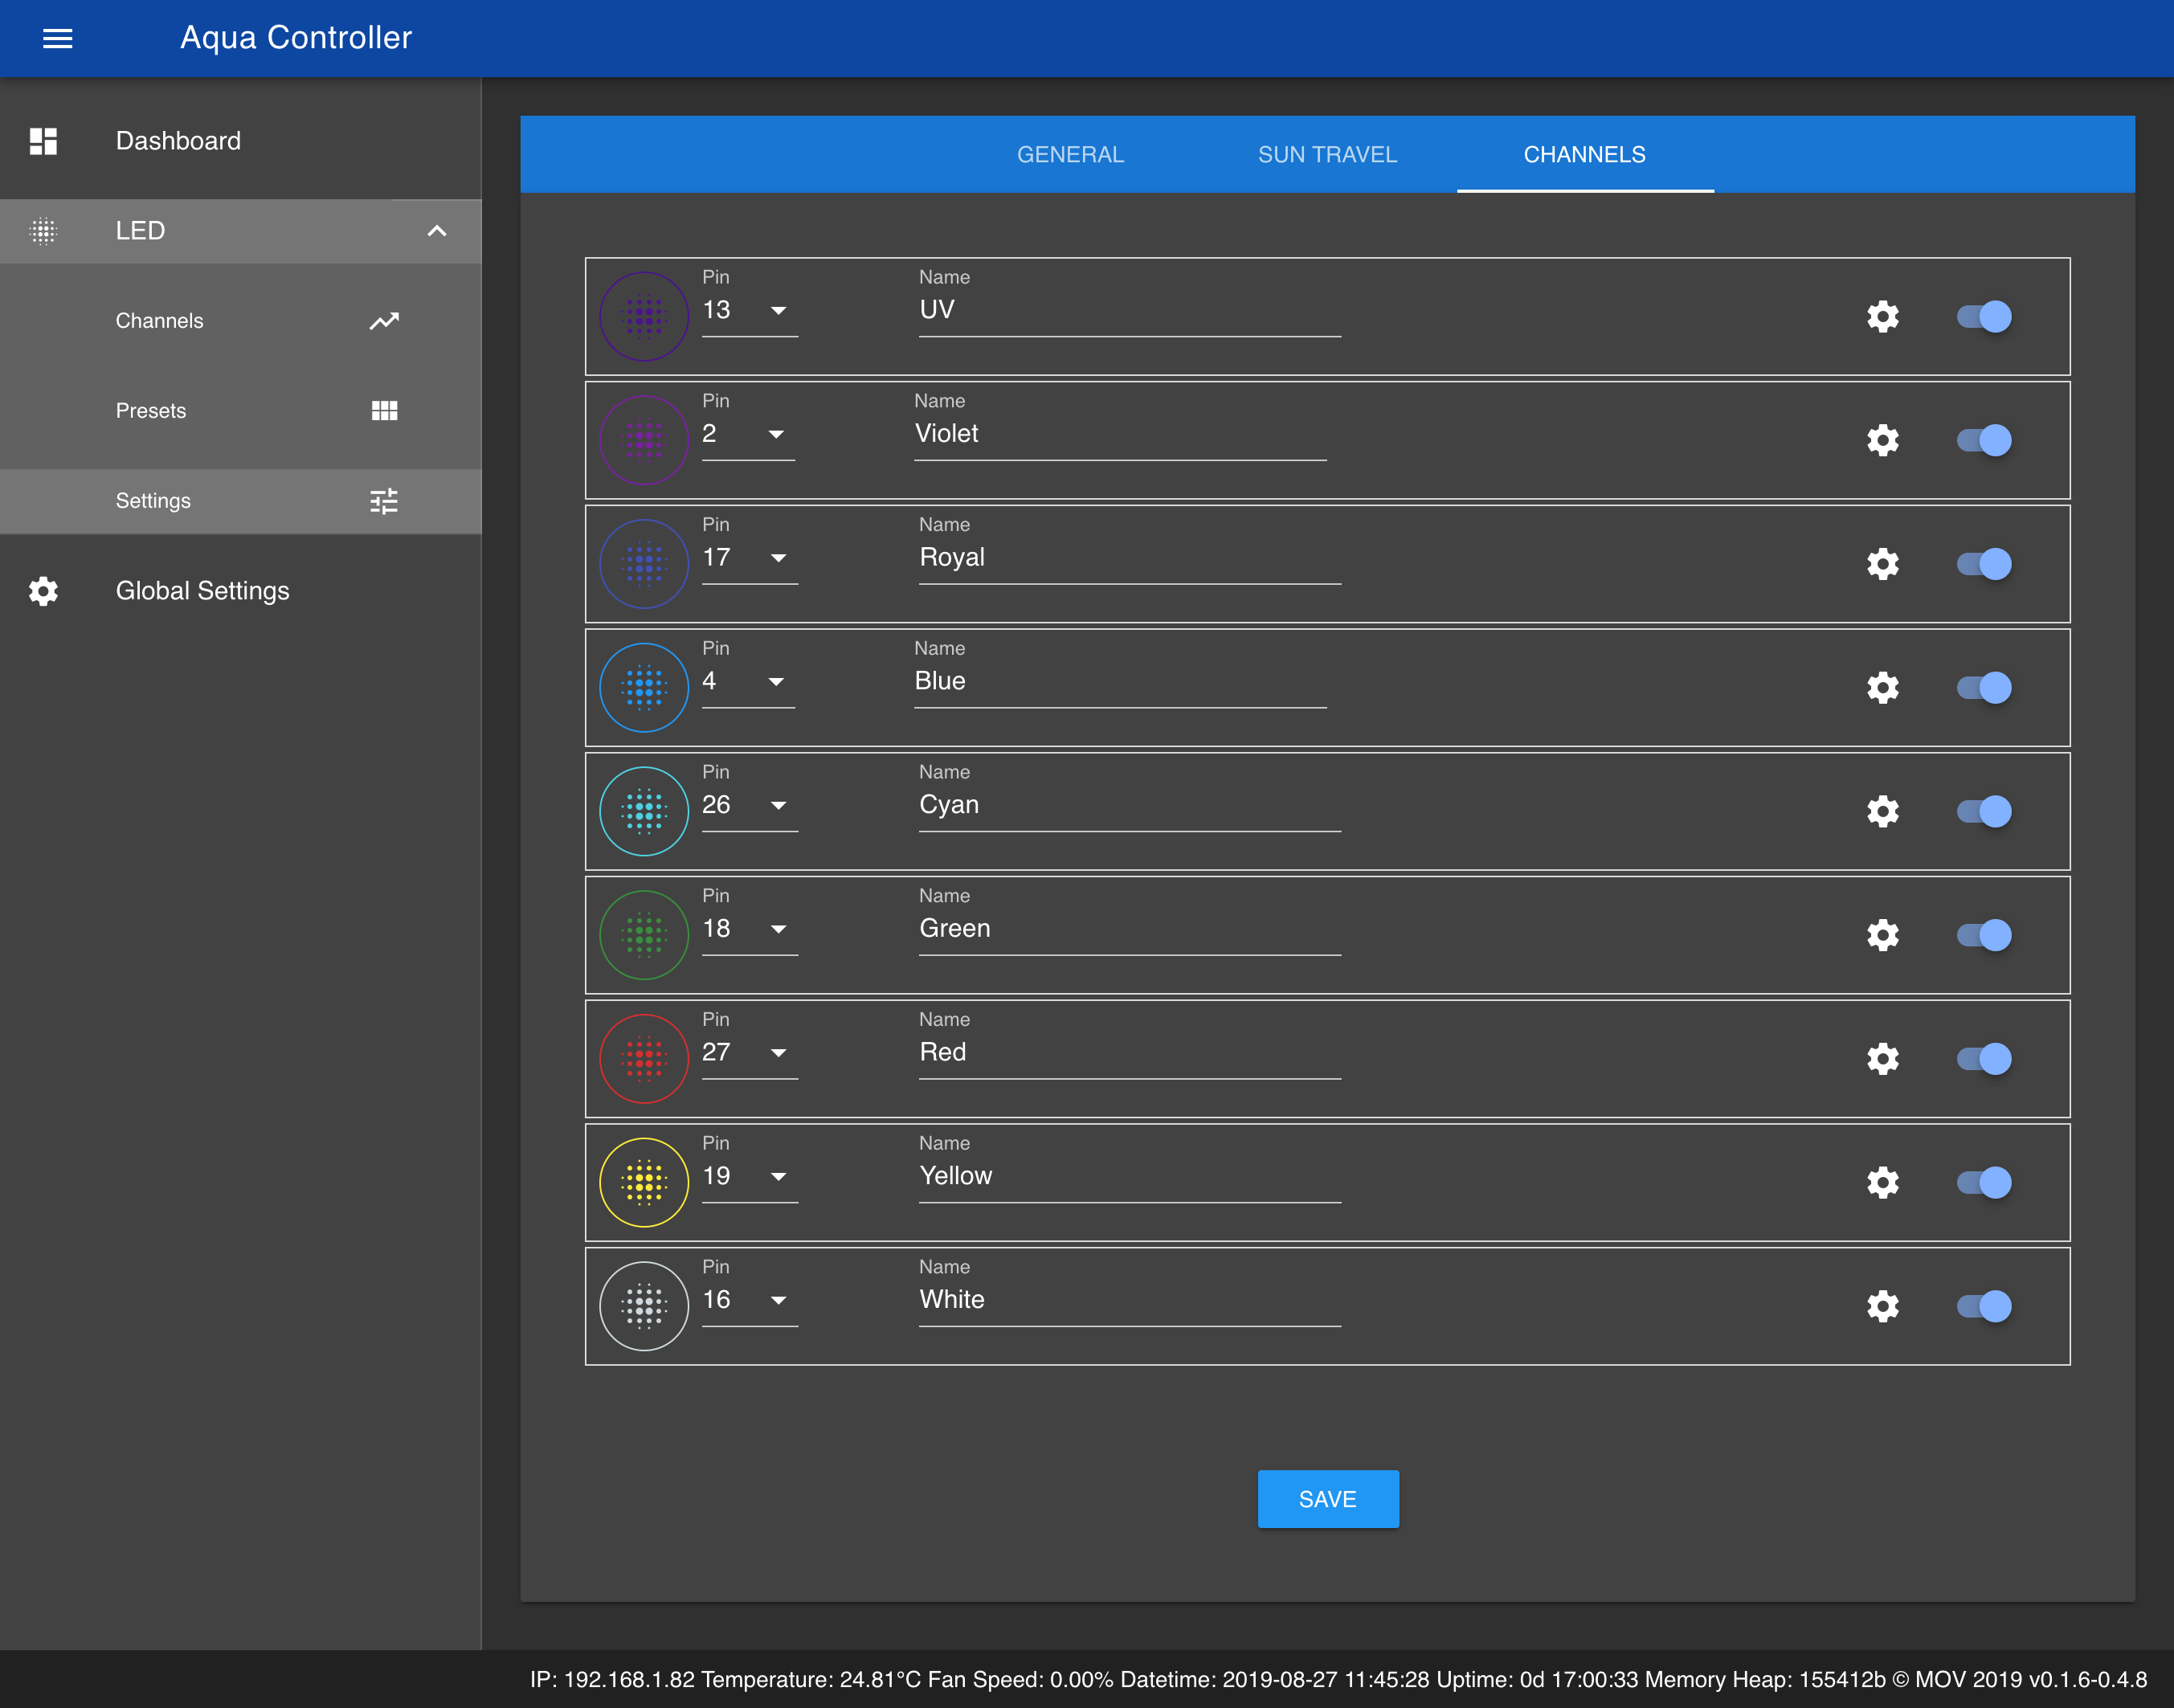 Aqua Controller
Dashboard
LED
Channels
Presets
Settings
Global Settings
GENERAL SUN TRAVEL CHANNELS
Pin Name
13 UV
Pin Name
2 Violet
Pin Name
17 Royal
Pin Name
4 Blue
Pin Name
26 Cyan
Pin Name
18 Green
Pin Name
27 Red
Pin Name
19 Yellow
Pin Name
16 White
SAVE
IP: 192.168.1.82 Temperature: 24.81°C Fan Speed: 0.00% Datetime: 2019-08-27 11:45:28 Uptime: 0d 17:00:33 Memory Heap: 155412b © MOV 2019 v0.1.6-0.4.8